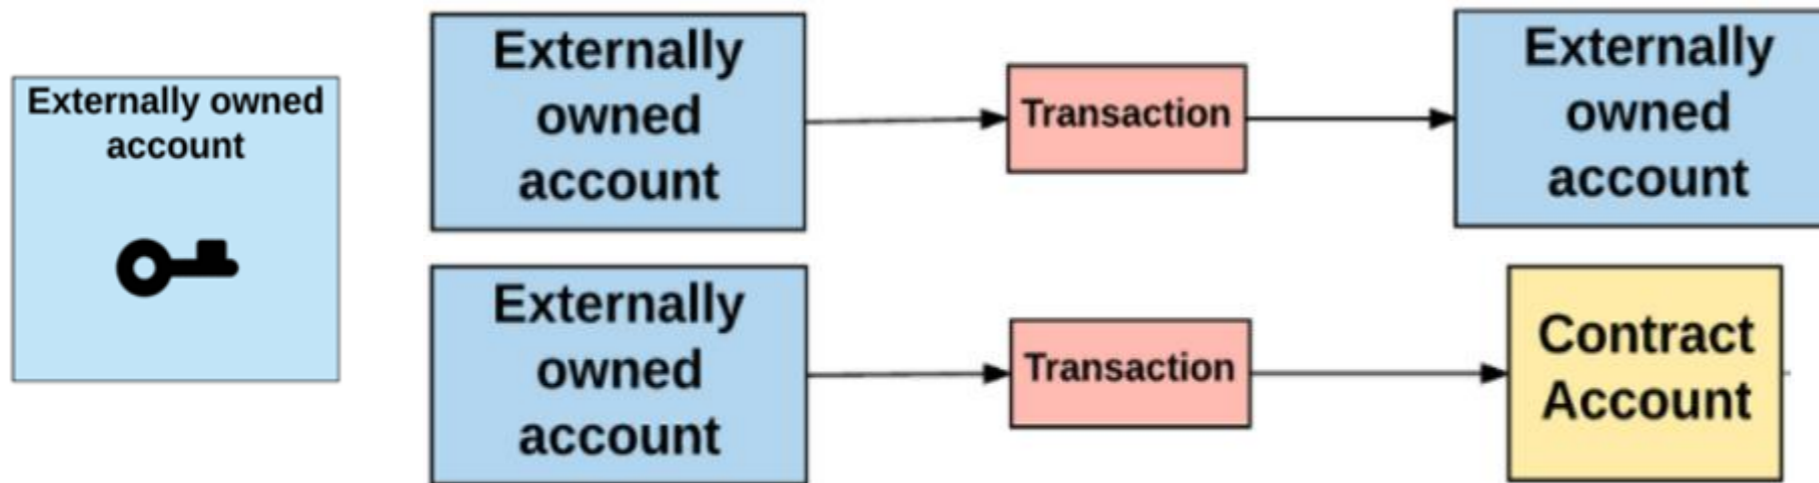 Externally owned
account
Externally
owned
account
Transaction
Externally
owned
account
Externally
owned
account
Transaction
Contract
Account